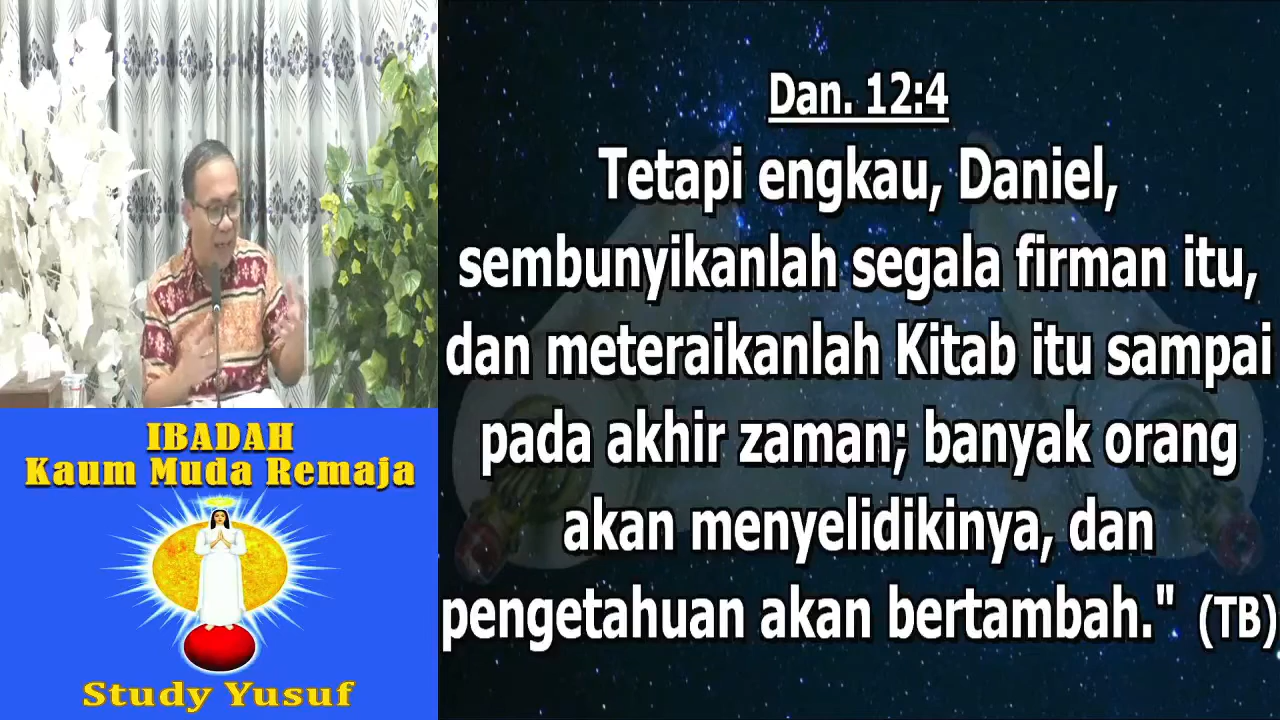 Dan. 12:4
Tetapi engkau, Daniel,
sembunyikanlah segala firman itu,
dan meteraikanlah Kitab itu sampai
pada akhir zaman; banyak orang
akan menyelidikinya, dan
pengetahuan akan bertambah." (TB)
IBADAH
Kaum Muda Remaja
Study Yusuf